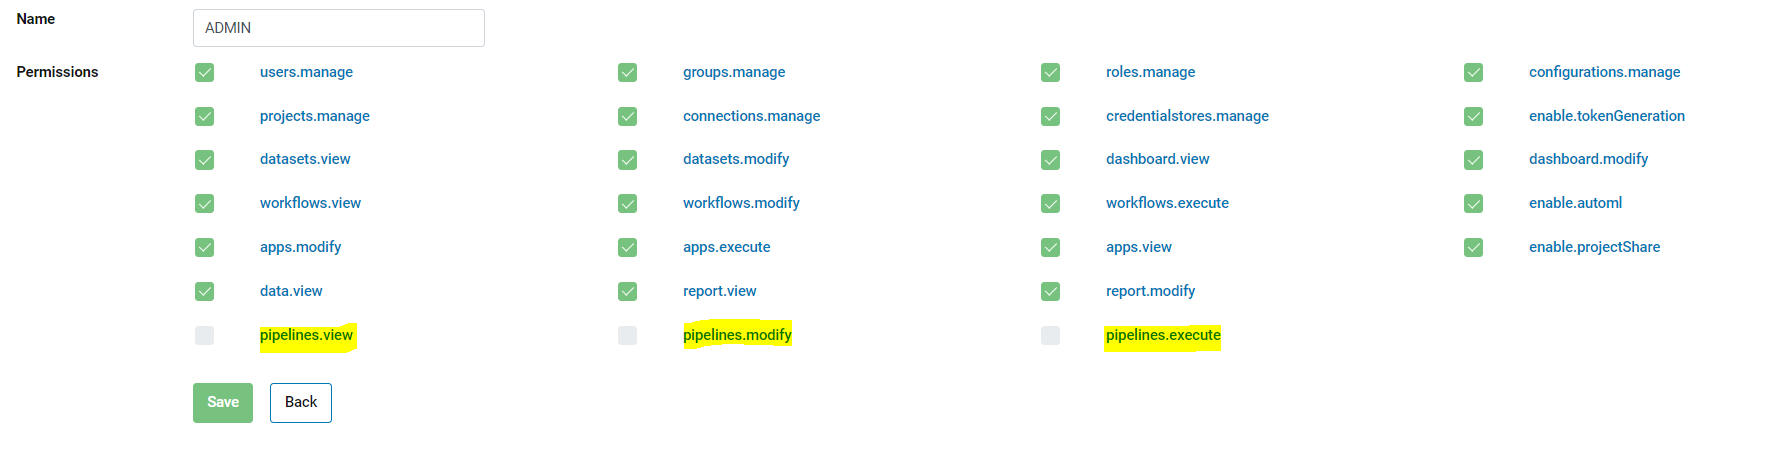 Name ADMIN
Permissions users.manage groups.manage roles.manage configurations.manage
projects.manage connections.manage credentialstores.manage enable.tokenGeneration
datasets.view datasets.modify dashboard.view dashboard.modify
workflows.view workflows.modify workflows.execute enable.automl
apps.modify apps.execute apps.view enable.projectShare
data.view report.view report.modify
pipelines.view pipelines.modify pipelines.execute
Save Back